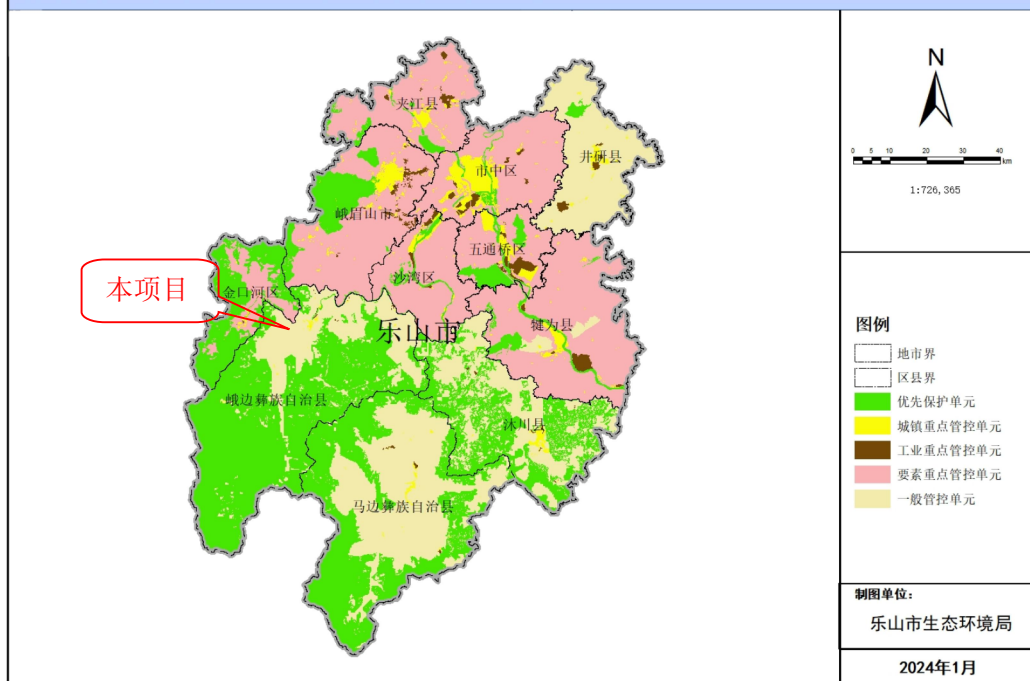 夹江县
井研县
市中区
峨眉山市
五通桥区
沙湾区
金口河区
本项目
乐山市
犍为县
峨边彝族自治县
沐川县
马边彝族自治县
N
0 5 10 20 30 40
km
1:726,365
图例
地市界
区县界
优先保护单元
城镇重点管控单元
工业重点管控单元
要素重点管控单元
一般管控单元
制图单位:
乐山市生态环境局
2024年1月